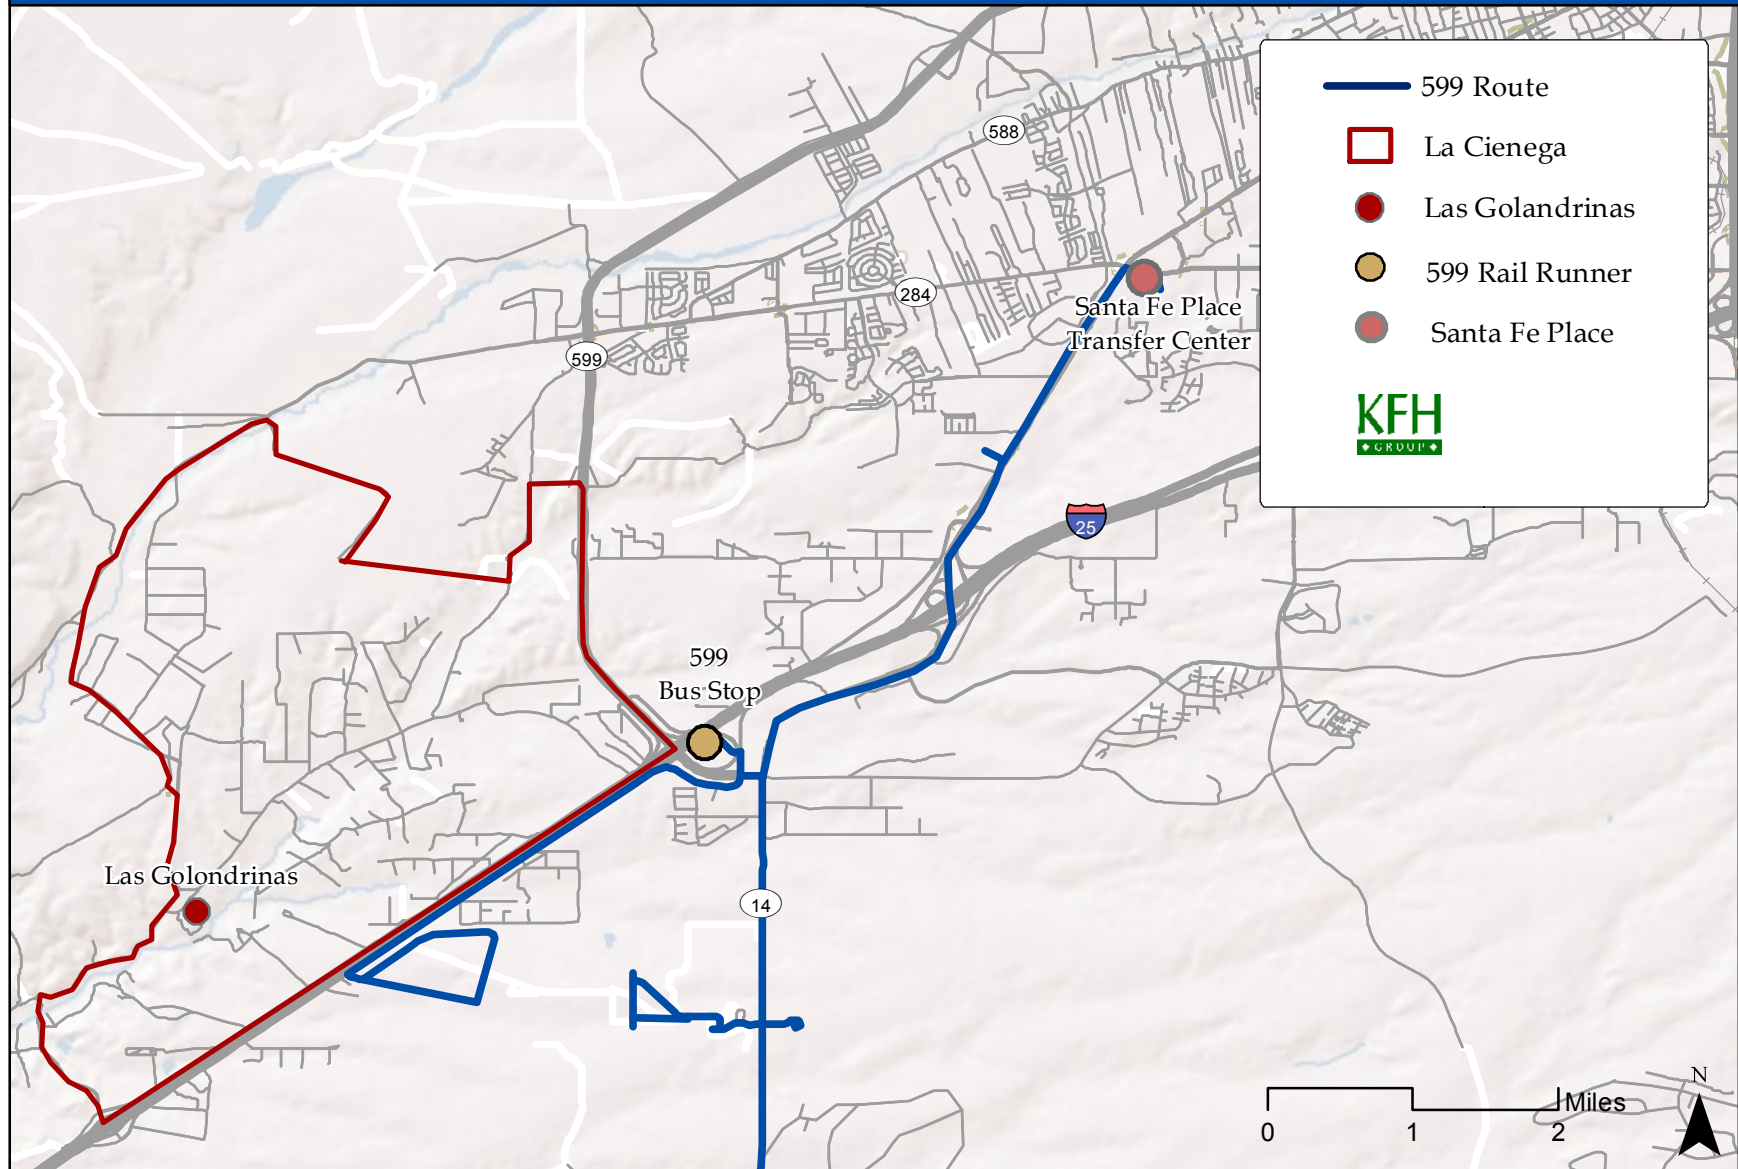 599 Route
La Cienega
Las Golandrinas
599 Rail Runner
Santa Fe Place
KFH
GROUP
588
284
Santa Fe Place
Transfer Center
599
25
599
Bus Stop
Las Golondrinas
14
N
Miles
0 1 2